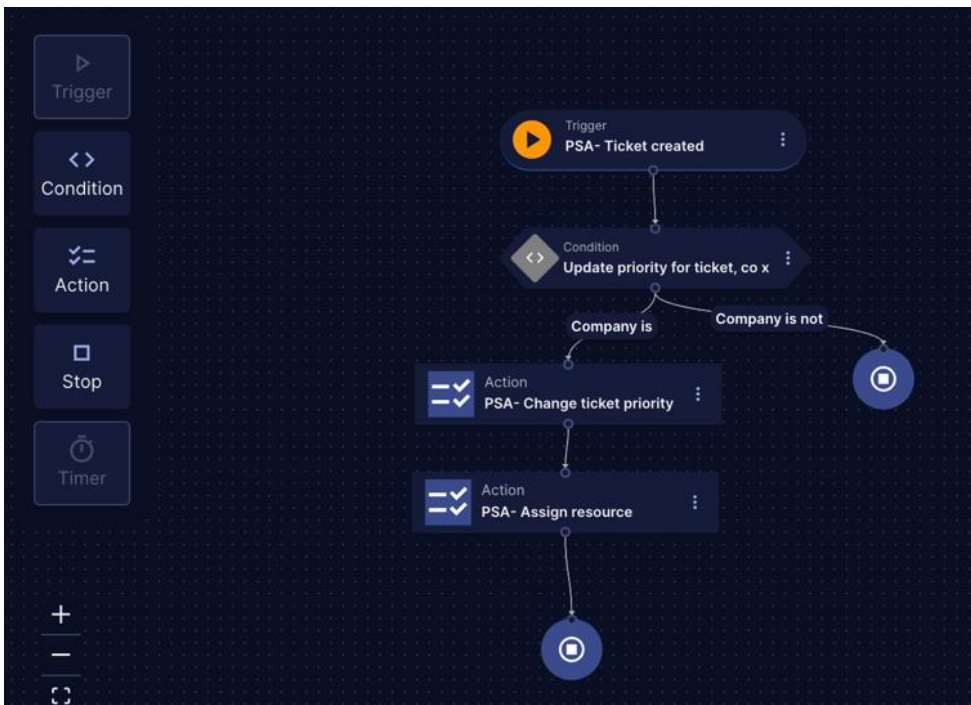 Trigger
Condition
Action
Stop
Timer
Trigger
PSA- Ticket created
Condition
Update priority for ticket, co x
Company is
Company is not
Action
PSA- Change ticket priority
Action
PSA- Assign resource